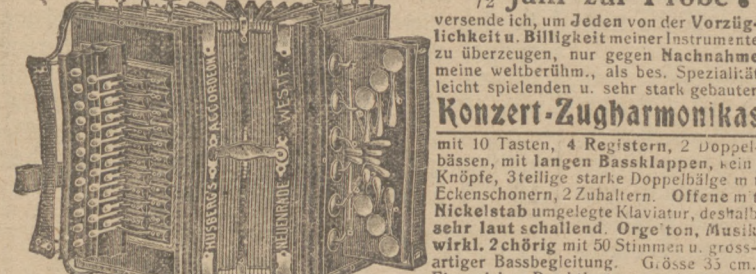 ½ Jahr zur Probe
versende ich, um Jeden von der Vorzüg-
lichkeit u. Billigkeit meiner Instrumente
zu überzeugen, nur gegen Nachnahme
meine weltberühm., als bes. Spezialität
leicht spielenden u. sehr stark gebauten
Konzert-Zugharmonikas
mit 10 Tasten, 4 Registern, 2 Doppel-
bässen, mit langen Bassklappen, kein
Knöpfe, 3teilige starke Doppelbälge m t
Eckenschonern, 2 Zuhaltern. Offene m t
Nickelstab umgelegte Klaviatur, deshalb
sehr laut schallend. Orge ton, Musik
wirkl. 2chörig mit 50 Stimmen u. gross-
artiger Bassbegleitung. Grösse 35 cm.
HUSBERG'S ACCORDEON
NEUENRADE WESTF.